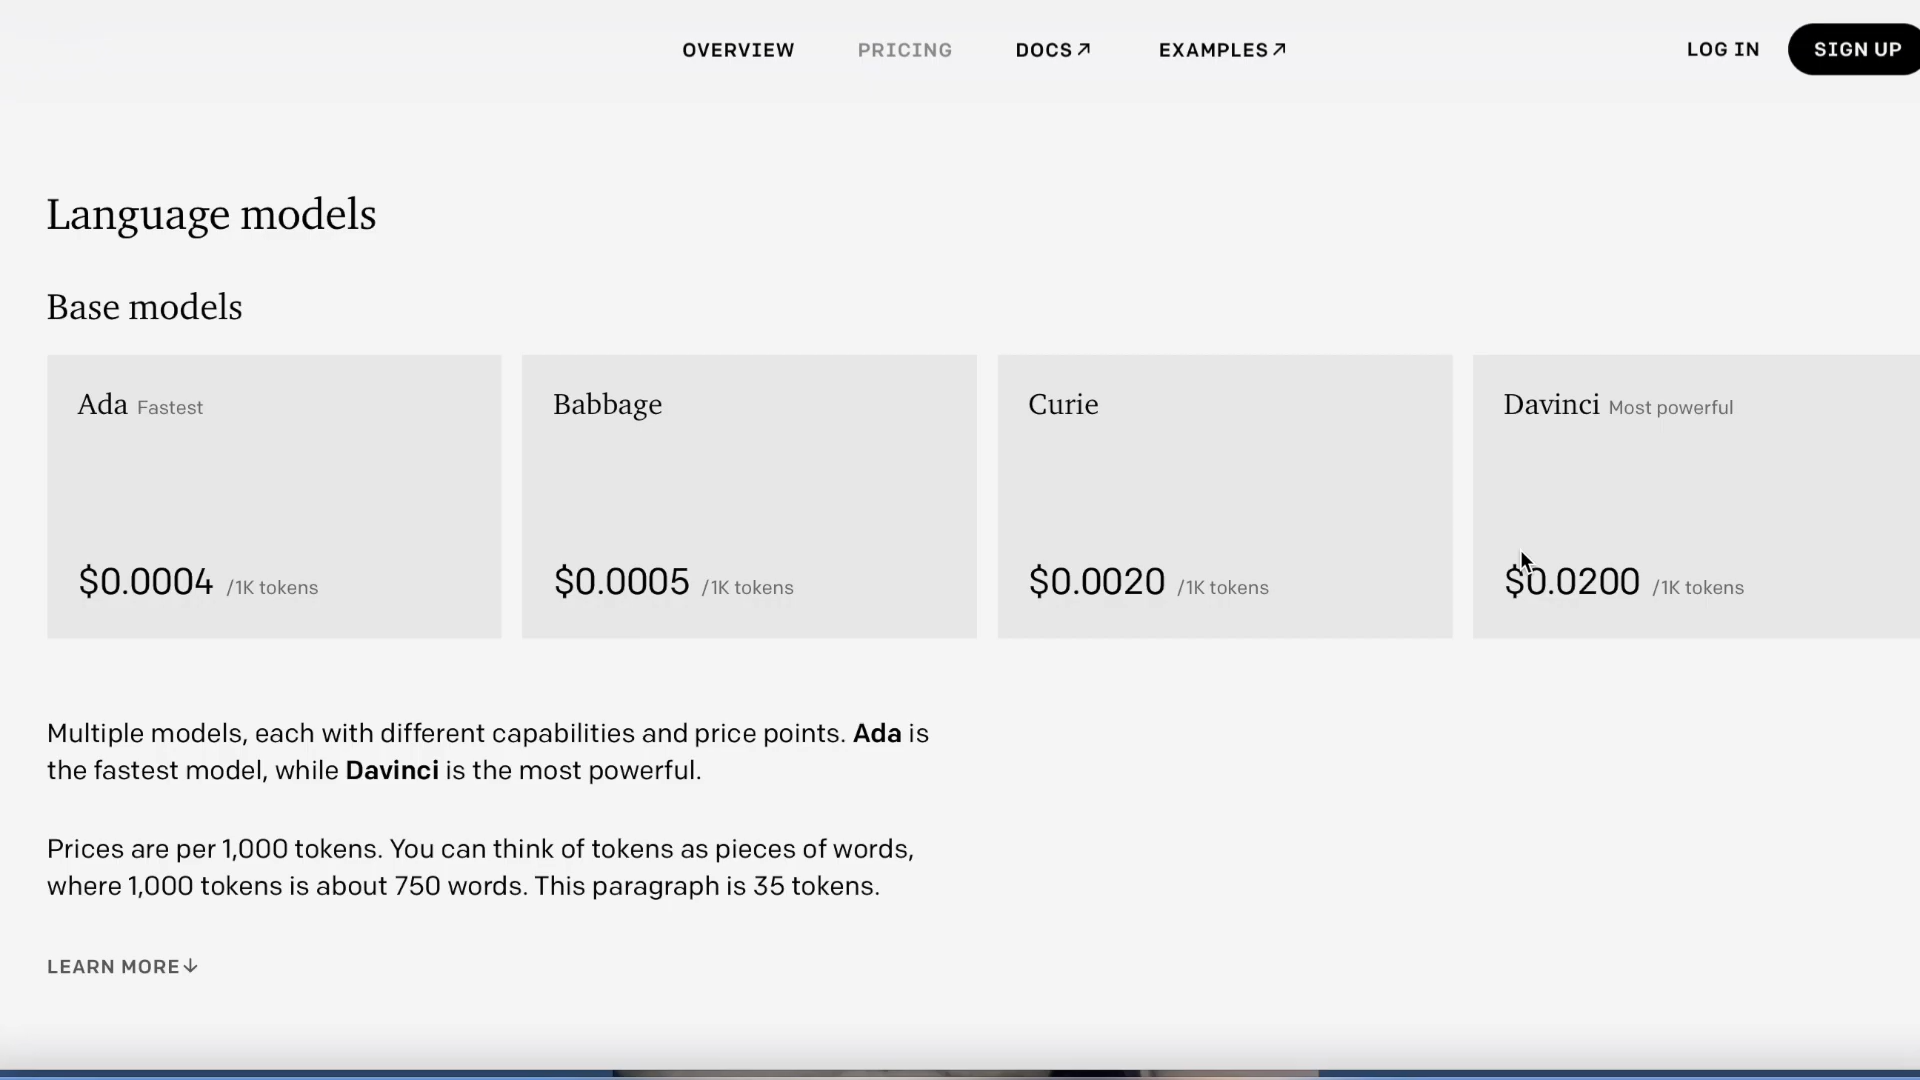 OVERVIEW PRICING DOCS↗ EXAMPLES↗ LOG IN SIGN UP
Language models
Base models
Ada Fastest
$0.0004 /1K tokens
Babbage
$0.0005 /1K tokens
Curie
$0.0020 /1K tokens
Davinci Most powerful
$0.0200 /1K tokens
Multiple models, each with different capabilities and price points. Ada is
the fastest model, while Davinci is the most powerful.
Prices are per 1,000 tokens. You can think of tokens as pieces of words,
where 1,000 tokens is about 750 words. This paragraph is 35 tokens.
LEARN MORE↓